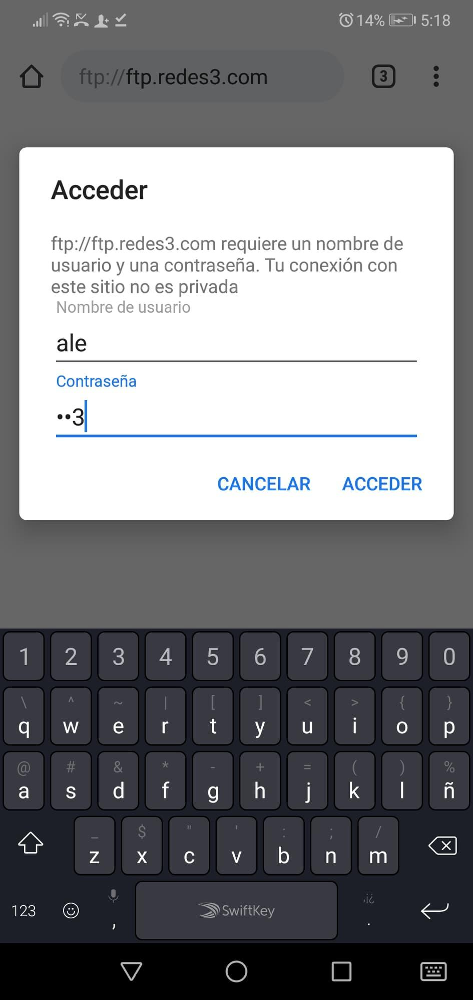 14% 5:18
ftp://ftp.redes3.com
3
Acceder
ftp://ftp.redes3.com requiere un nombre de
usuario y una contraseña. Tu conexión con
este sitio no es privada
Nombre de usuario
ale
Contraseña
••3
CANCELAR ACCEDER
1 2 3 4 5 6 7 8 9 0
\ ^ ~ | [ ] < > { }
q w e r t y u i o p
@ # & * - + = ( ) %
a s d f g h j k l ñ
_ $ " ' : ; /
z x c v b n m
,¡¿
123 , SwiftKey .